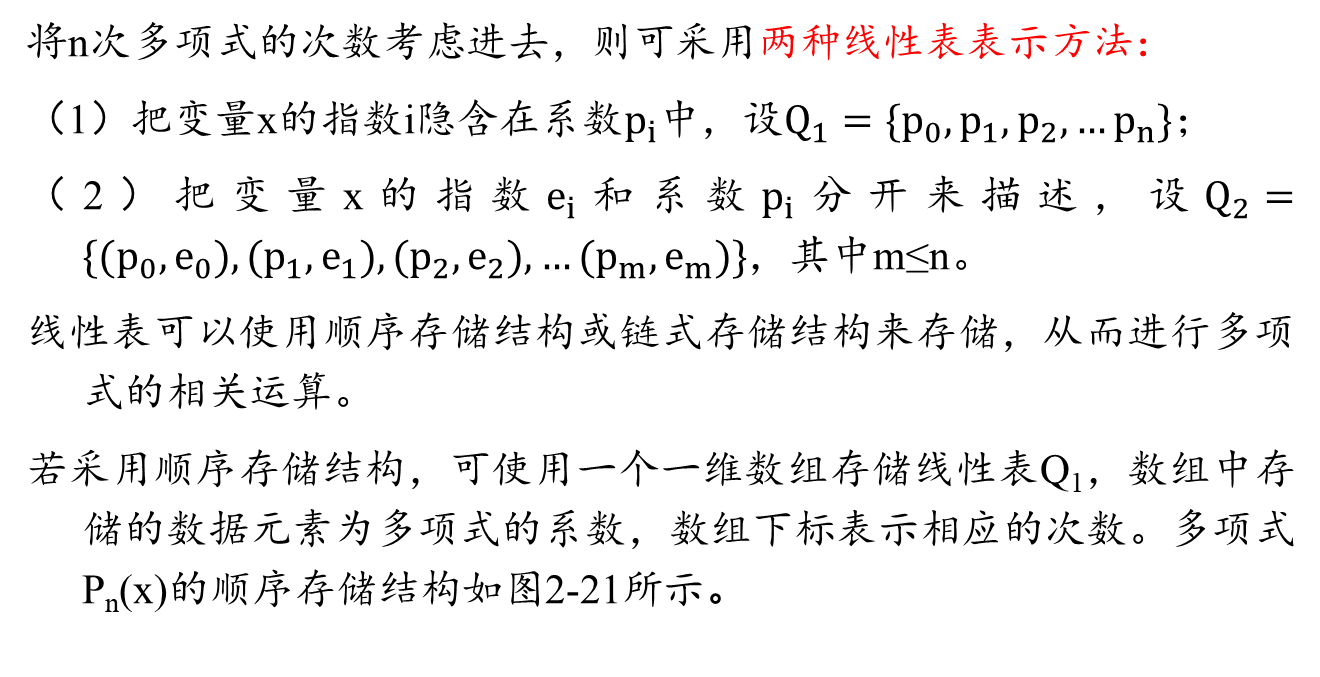 将n次多项式的次数考虑进去，则可采用两种线性表表示方法：
（1）把变量x的指数i隐含在系数pᵢ中，设Q₁ = {p₀, p₁, p₂, … pₙ}；
（2）把变量x的指数eᵢ和系数pᵢ分开来描述，设Q₂ =
{(p₀, e₀), (p₁, e₁), (p₂, e₂), … (pₘ, eₘ)}，其中m≤n。
线性表可以使用顺序存储结构或链式存储结构来存储，从而进行多项
式的相关运算。
若采用顺序存储结构，可使用一个一维数组存储线性表Q₁，数组中存
储的数据元素为多项式的系数，数组下标表示相应的次数。多项式
Pₙ(x)的顺序存储结构如图2-21所示。